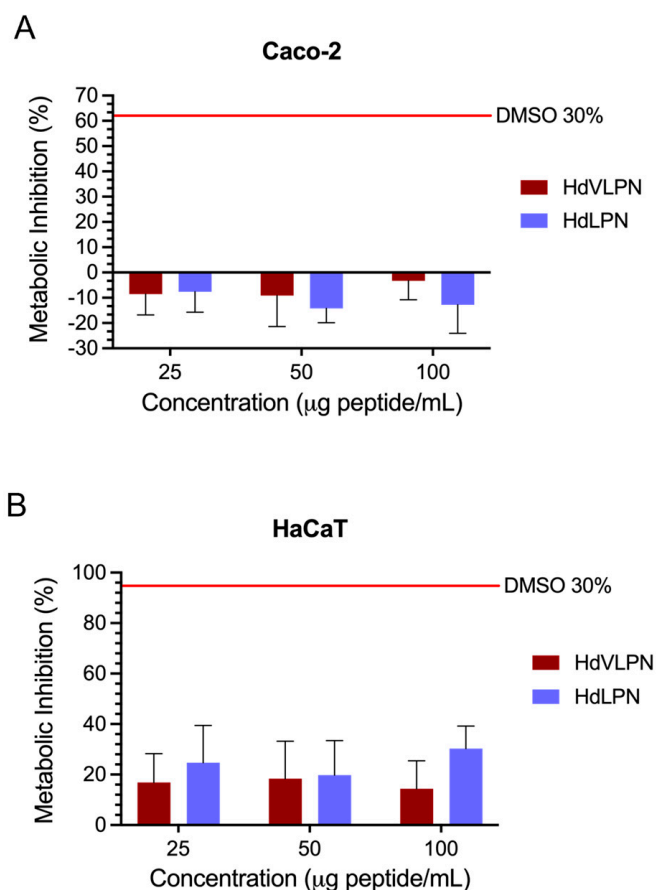 A
Caco-2
Metabolic Inhibition (%)
70
60
50
40
30
20
10
0
-10
-20
-30
DMSO 30%
HdVLPN
HdLPN
25 50 100
Concentration (μg peptide/mL)
B
HaCaT
Metabolic Inhibition (%)
100
80
60
40
20
0
DMSO 30%
HdVLPN
HdLPN
25 50 100
Concentration (μg peptide/mL)